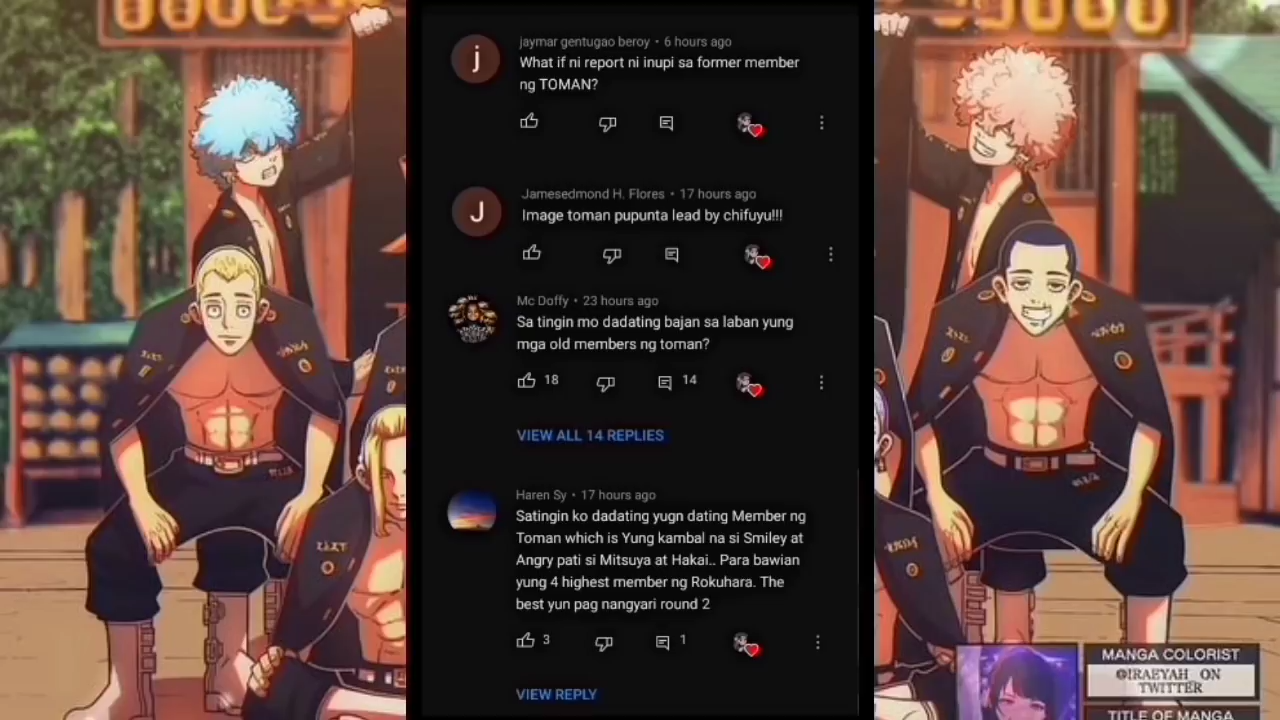 jaymar gentugao beroy • 6 hours ago
What if ni report ni inupi sa former member
ng TOMAN?
Jamesedmond H. Flores • 17 hours ago
Image toman pupunta lead by chifuyu!!!
Mc Doffy • 23 hours ago
Sa tingin mo dadating bajan sa laban yung
mga old members ng toman?
18
14
VIEW ALL 14 REPLIES
Haren Sy • 17 hours ago
Satingin ko dadating yugn dating Member ng
Toman which is Yung kambal na si Smiley at
Angry pati si Mitsuya at Hakai.. Para bawian
yung 4 highest member ng Rokuhara. The
best yun pag nangyari round 2
3
1
VIEW REPLY
j
J
MANGA COLORIST
@IRAEYAH_ON
TWITTER
TITLE OF MANGA